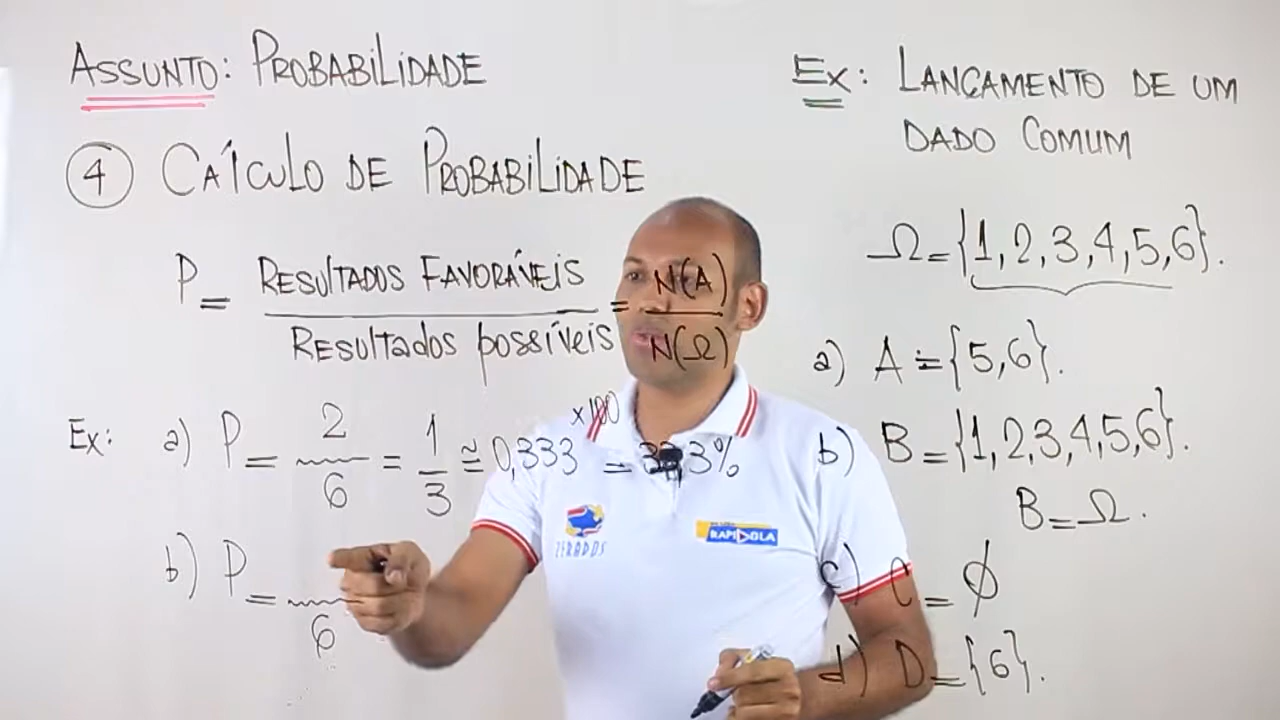 ASSUNTO: PROBABILIDADE
4 CÁLCULO DE PROBABILIDADE
P = RESULTADOS FAVORÁVEIS / RESULTADOS POSSÍVEIS = N(A) / N(Ω)
Ex: a) P = 2/6 = 1/3 ≅ 0,333 x100 = 33,3%
b) P = /6
Ex: LANÇAMENTO DE UM
DADO COMUM
Ω = {1,2,3,4,5,6}.
a) A = {5,6}.
b) B = {1,2,3,4,5,6}.
B = Ω.
c) C = ϕ
d) D = {6}.
ZERADOS
RAPIDOLA